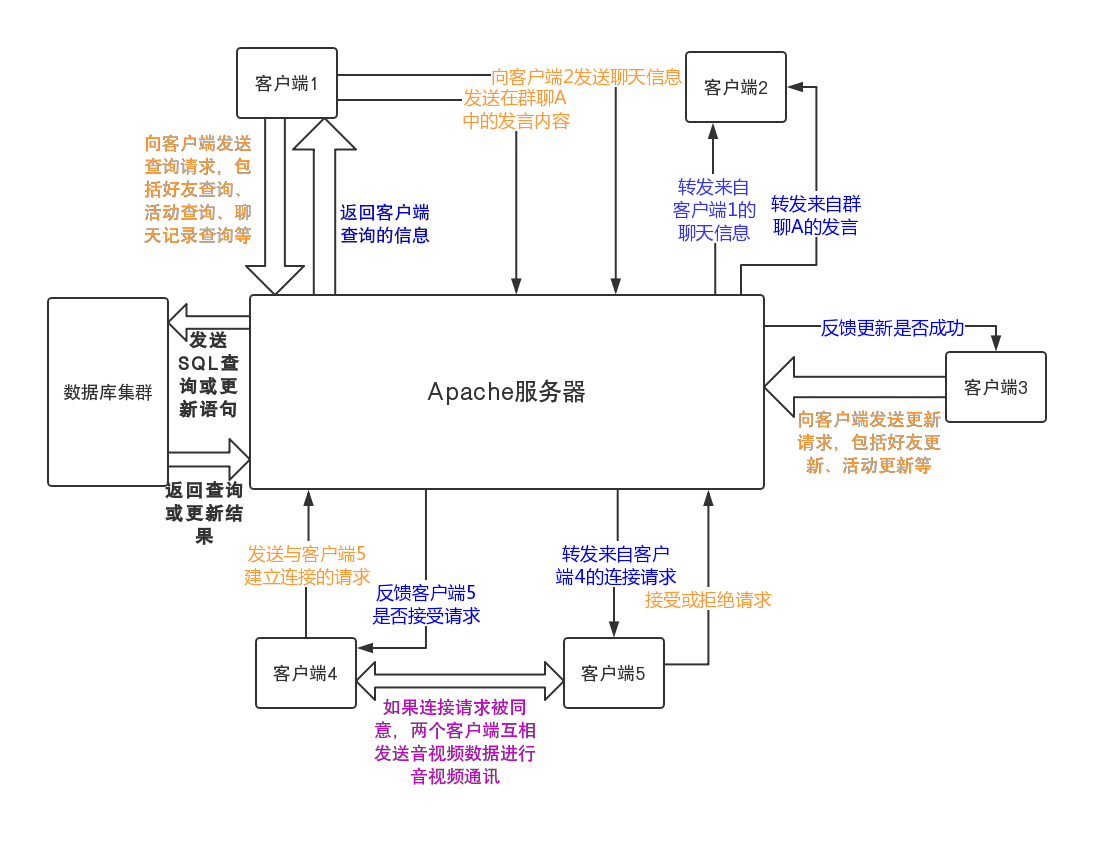 客户端1
向客户端2发送聊天信息
发送在群聊A
中的发言内容
客户端2
向客户端发送
查询请求，包
括好友查询、
活动查询、聊
天记录查询等
返回客户端
查询的信息
转发来自
客户端1的
聊天信息
转发来自群
聊A的发言
数据库集群
发送
SQL查
询或更
新语句
返回查询
或更新结
果
Apache服务器
反馈更新是否成功
客户端3
向客户端发送更新
请求，包括好友更
新、活动更新等
发送与客户端5
建立连接的请求
反馈客户端5
是否接受请求
转发来自客户
端4的连接请求
接受或拒绝请求
客户端4
客户端5
如果连接请求被同
意，两个客户端互相
发送音视频数据进行
音视频通讯